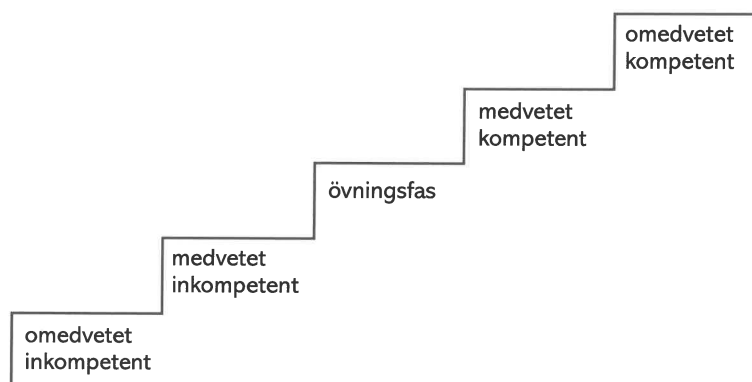 omedvetet
kompetent
medvetet
kompetent
övningsfas
medvetet
inkompetent
omedvetet
inkompetent